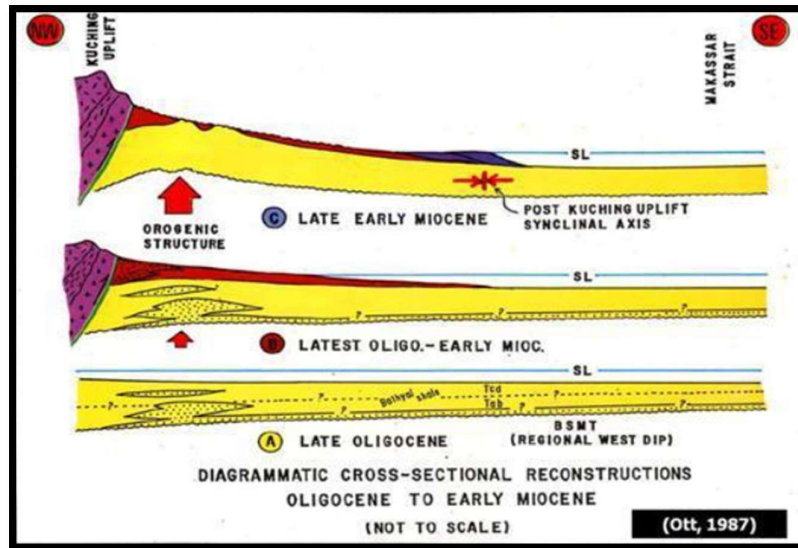 NW
KUCHING
UPLIFT
SE
MAKASSAR
STRAIT
SL
OROGENIC
STRUCTURE
C LATE EARLY MIOCENE
POST KUCHING UPLIFT
SYNCLINAL AXIS
SL
? ? ? ?
B LATEST OLIGO.-EARLY MIOC.
SL
? ? Bathyal shale Tcd ?
? ? Tab ? ?
A LATE OLIGOCENE
BSMT
(REGIONAL WEST DIP)
DIAGRAMMATIC CROSS-SECTIONAL RECONSTRUCTIONS
OLIGOCENE TO EARLY MIOCENE
(NOT TO SCALE)
(Ott, 1987)